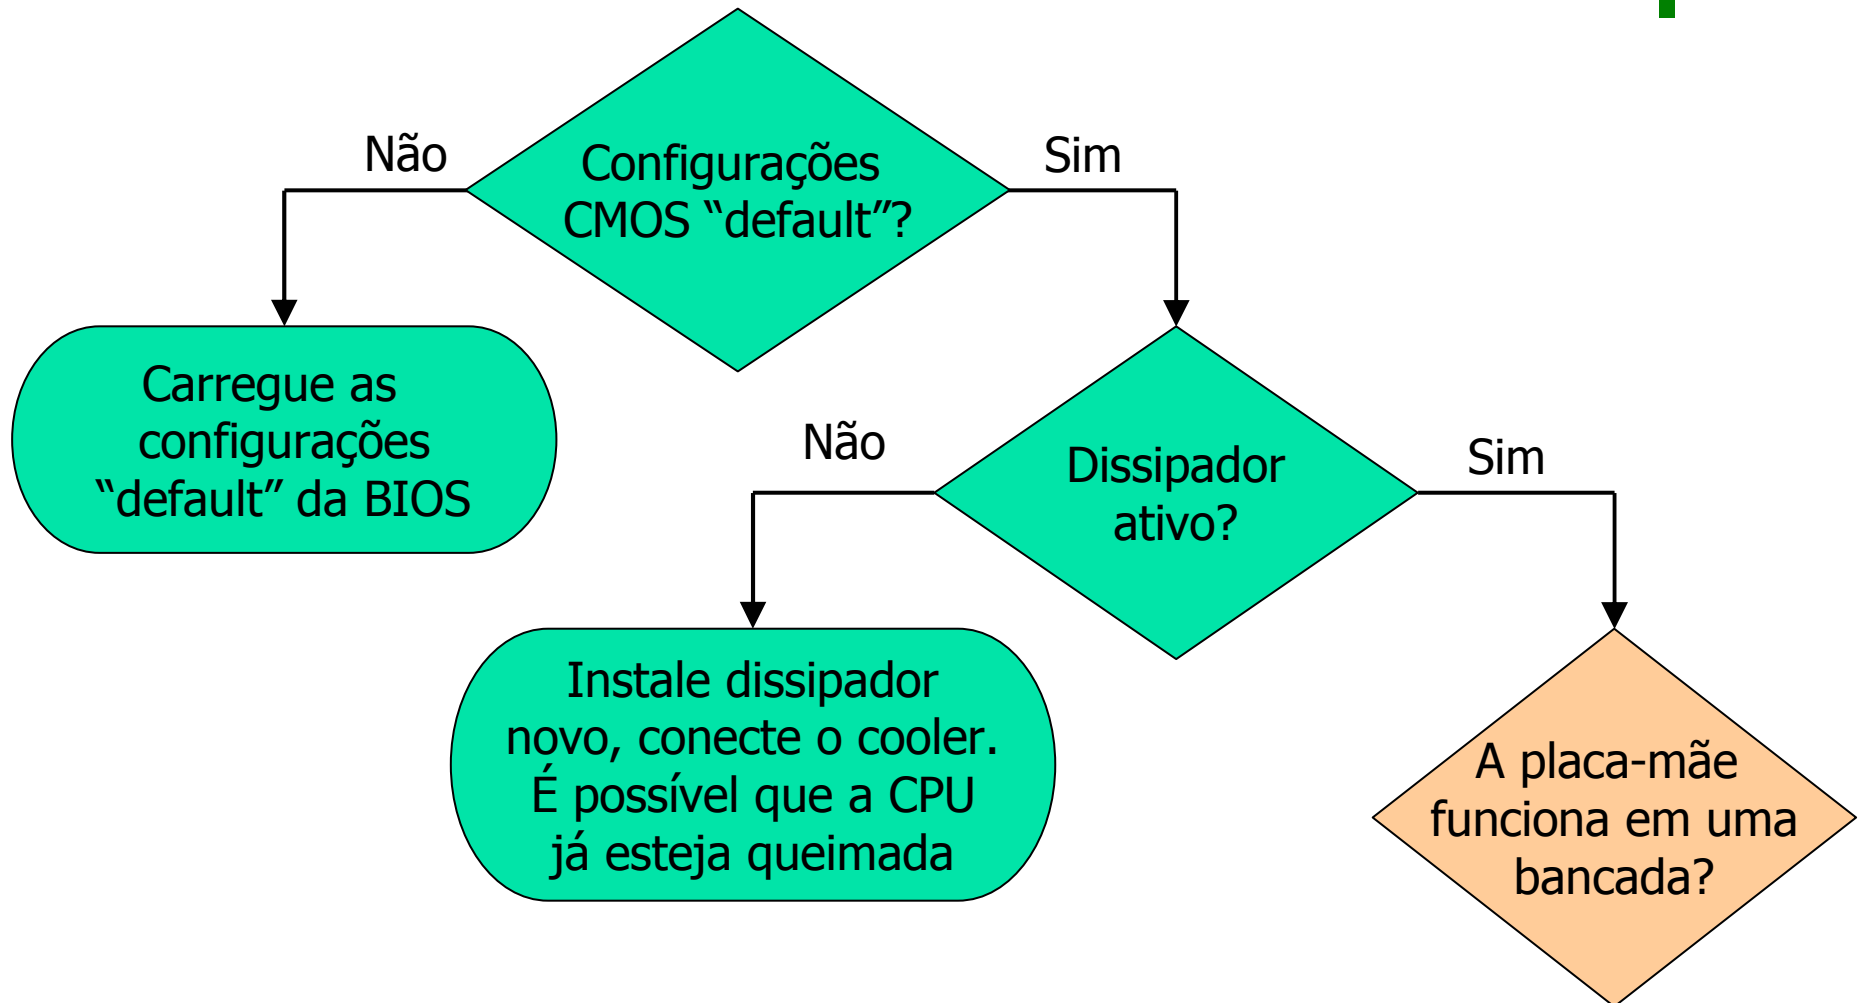 Não
Configurações
CMOS “default”?
Sim
Carregue as
configurações
“default” da BIOS
Não
Dissipador
ativo?
Sim
Instale dissipador
novo, conecte o cooler.
É possível que a CPU
já esteja queimada
A placa-mãe
funciona em uma
bancada?